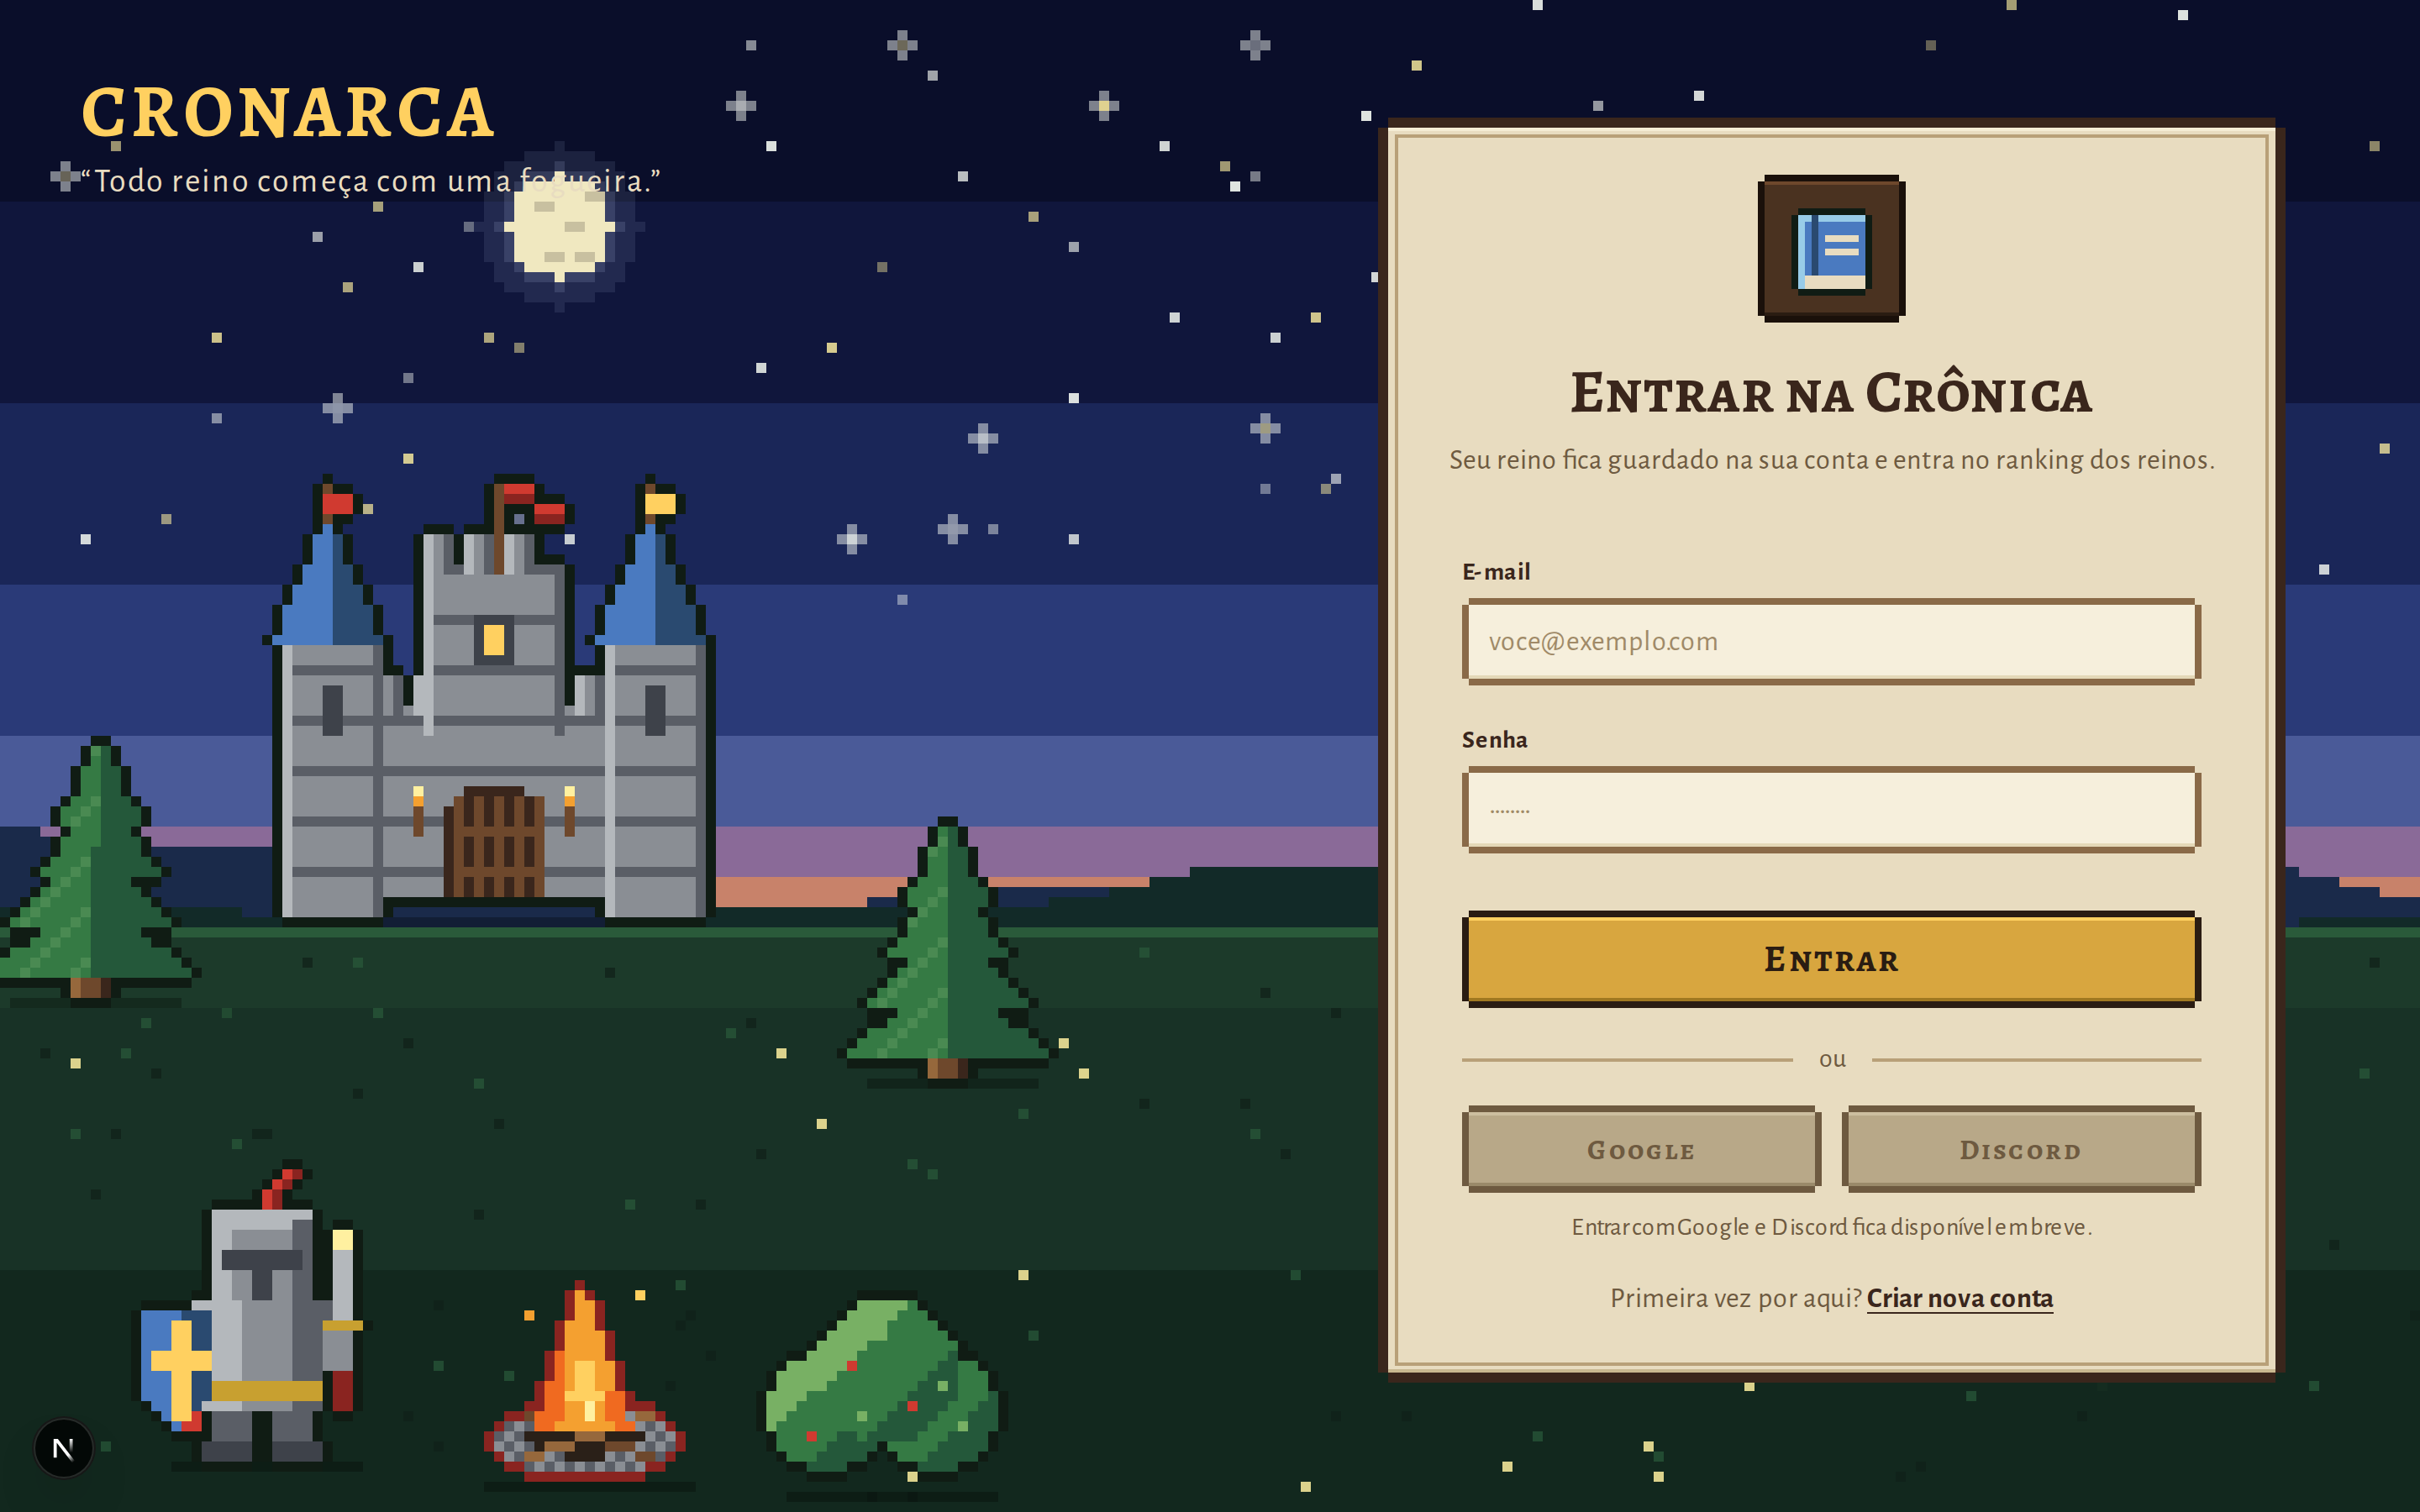 CRONARCA
“Todo reino começa com uma fogueira.”
Entrar na Crônica
Seu reino fica guardado na sua conta e entra no ranking dos reinos.
E-mail
voce@exemplo.com
Senha
........
Entrar
ou
Google
Discord
Entrar com Google e Discord fica disponível em breve.
Primeira vez por aqui? Criar nova conta
N